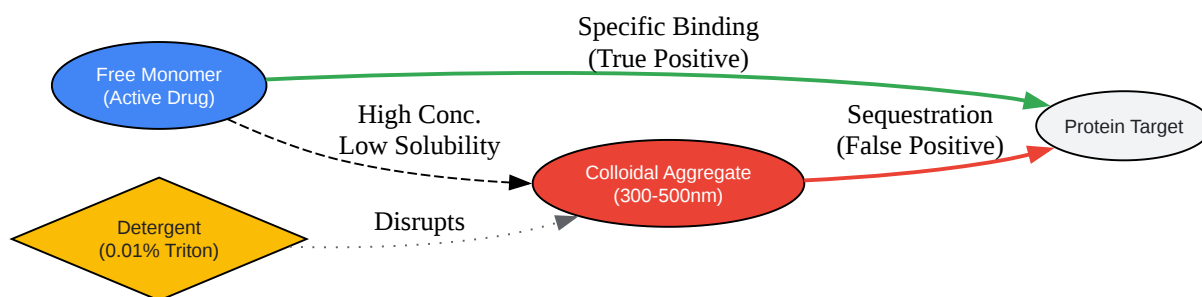 Specific Binding
(True Positive)
Free Monomer
(Active Drug)
High Conc.
Low Solubility
Sequestration
(False Positive)
Protein Target
Colloidal Aggregate
(300-500nm)
Detergent
(0.01% Triton)
Disrupts